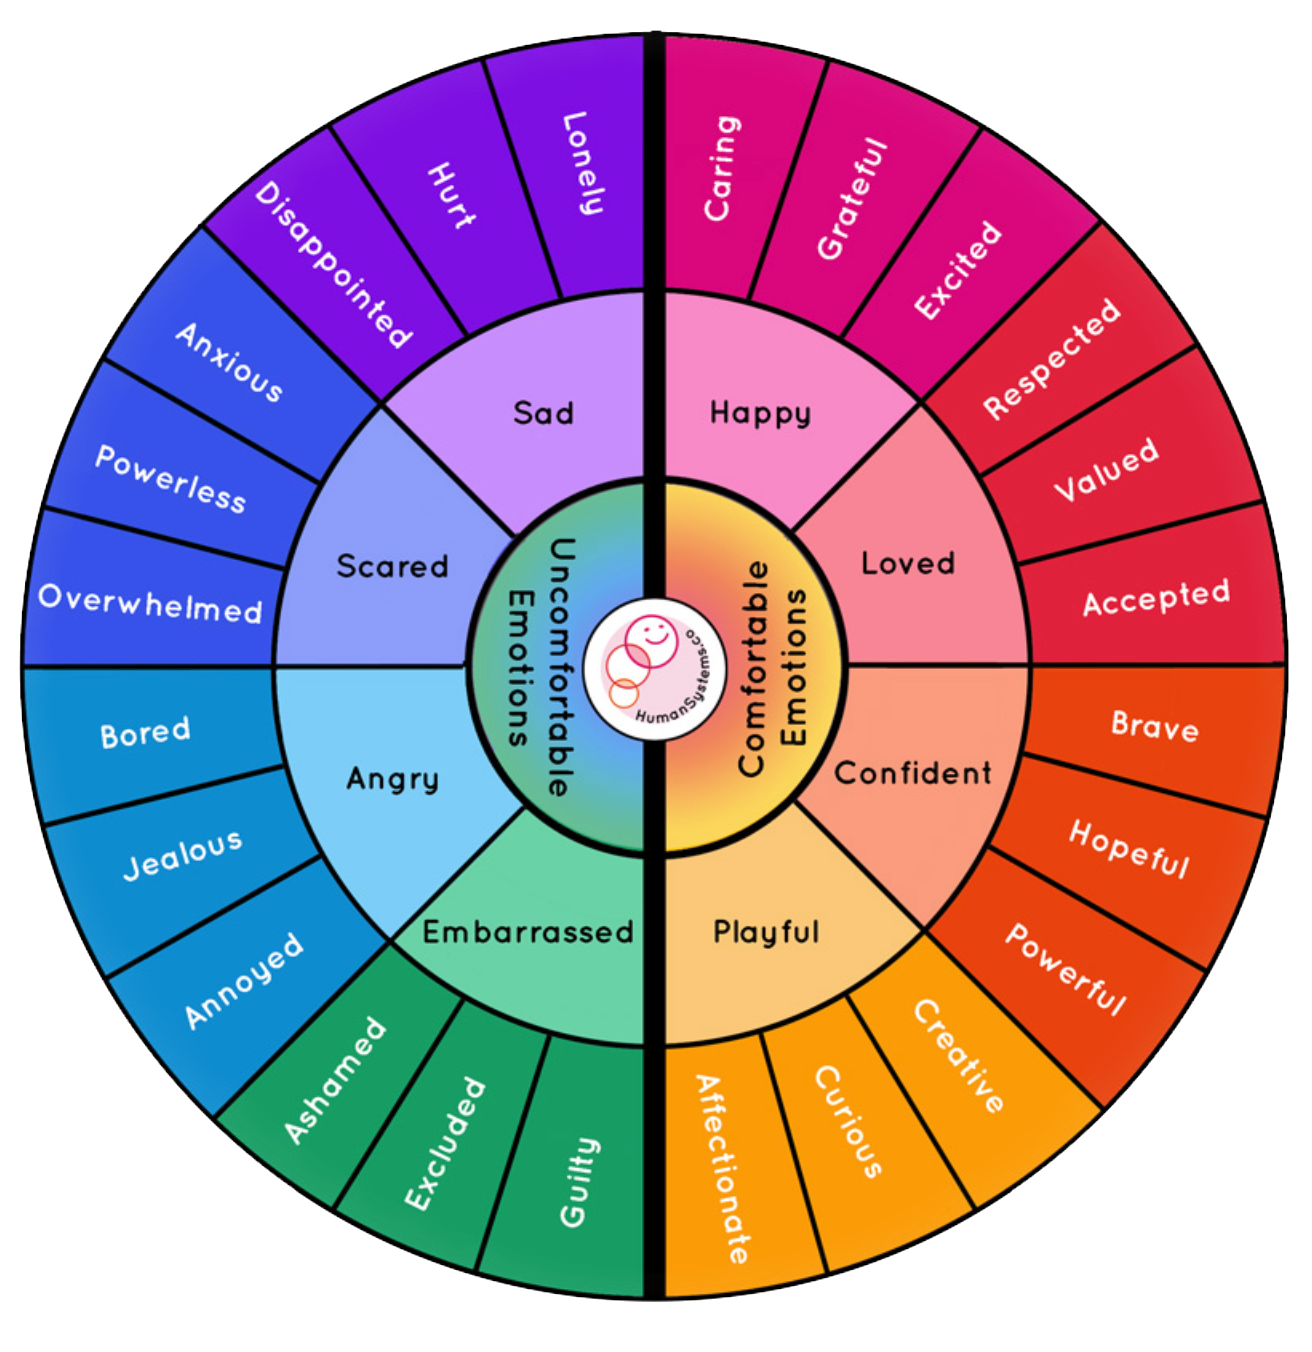 Lonely
Hurt
Disappointed
Anxious
Powerless
Overwhelmed
Bored
Jealous
Annoyed
Ashamed
Excluded
Guilty
Caring
Grateful
Excited
Respected
Valued
Accepted
Brave
Hopeful
Powerful
Creative
Curious
Affectionate
Sad
Scared
Angry
Embarrassed
Happy
Loved
Confident
Playful
Uncomfortable
Emotions
Comfortable
Emotions
HumanSystems.co